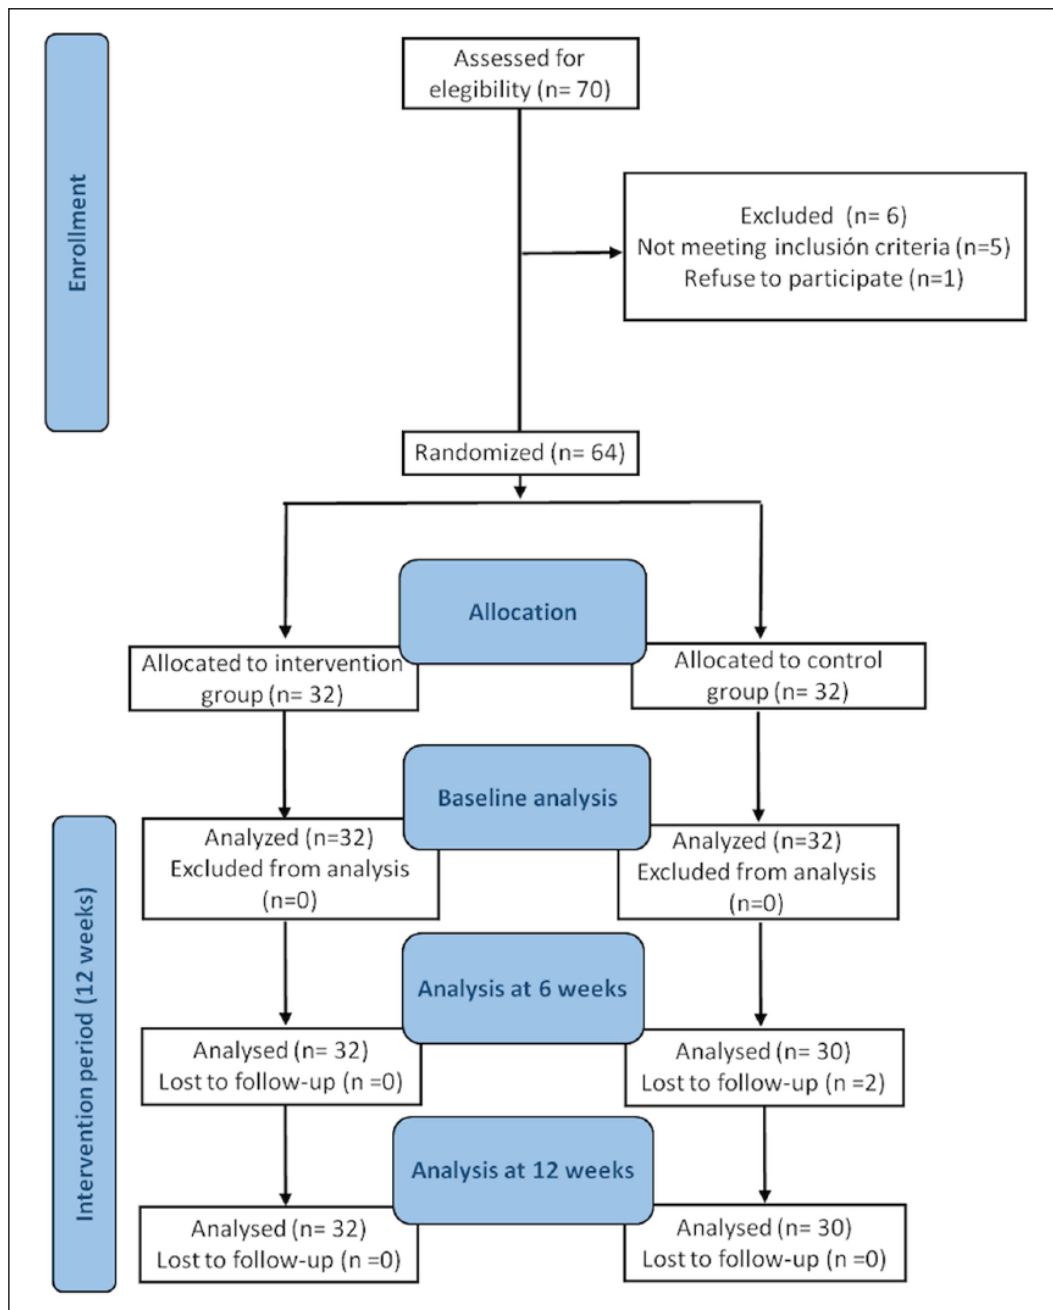 Enrollment
Assessed for
elegibility (n= 70)
Excluded  (n= 6)
Not meeting inclusión criteria (n=5)
Refuse to participate (n=1)
Randomized (n= 64)
Allocation
Allocated to intervention
group (n= 32)
Allocated to control
group (n= 32)
Baseline analysis
Intervention period (12 weeks)
Analyzed (n=32)
Excluded from analysis
(n=0)
Analyzed (n=32)
Excluded from analysis
(n=0)
Analysis at 6 weeks
Analysed (n= 32)
Lost to follow-up (n =0)
Analysed (n= 30)
Lost to follow-up (n =2)
Analysis at 12 weeks
Analysed (n= 32)
Lost to follow-up (n =0)
Analysed (n= 30)
Lost to follow-up (n =0)